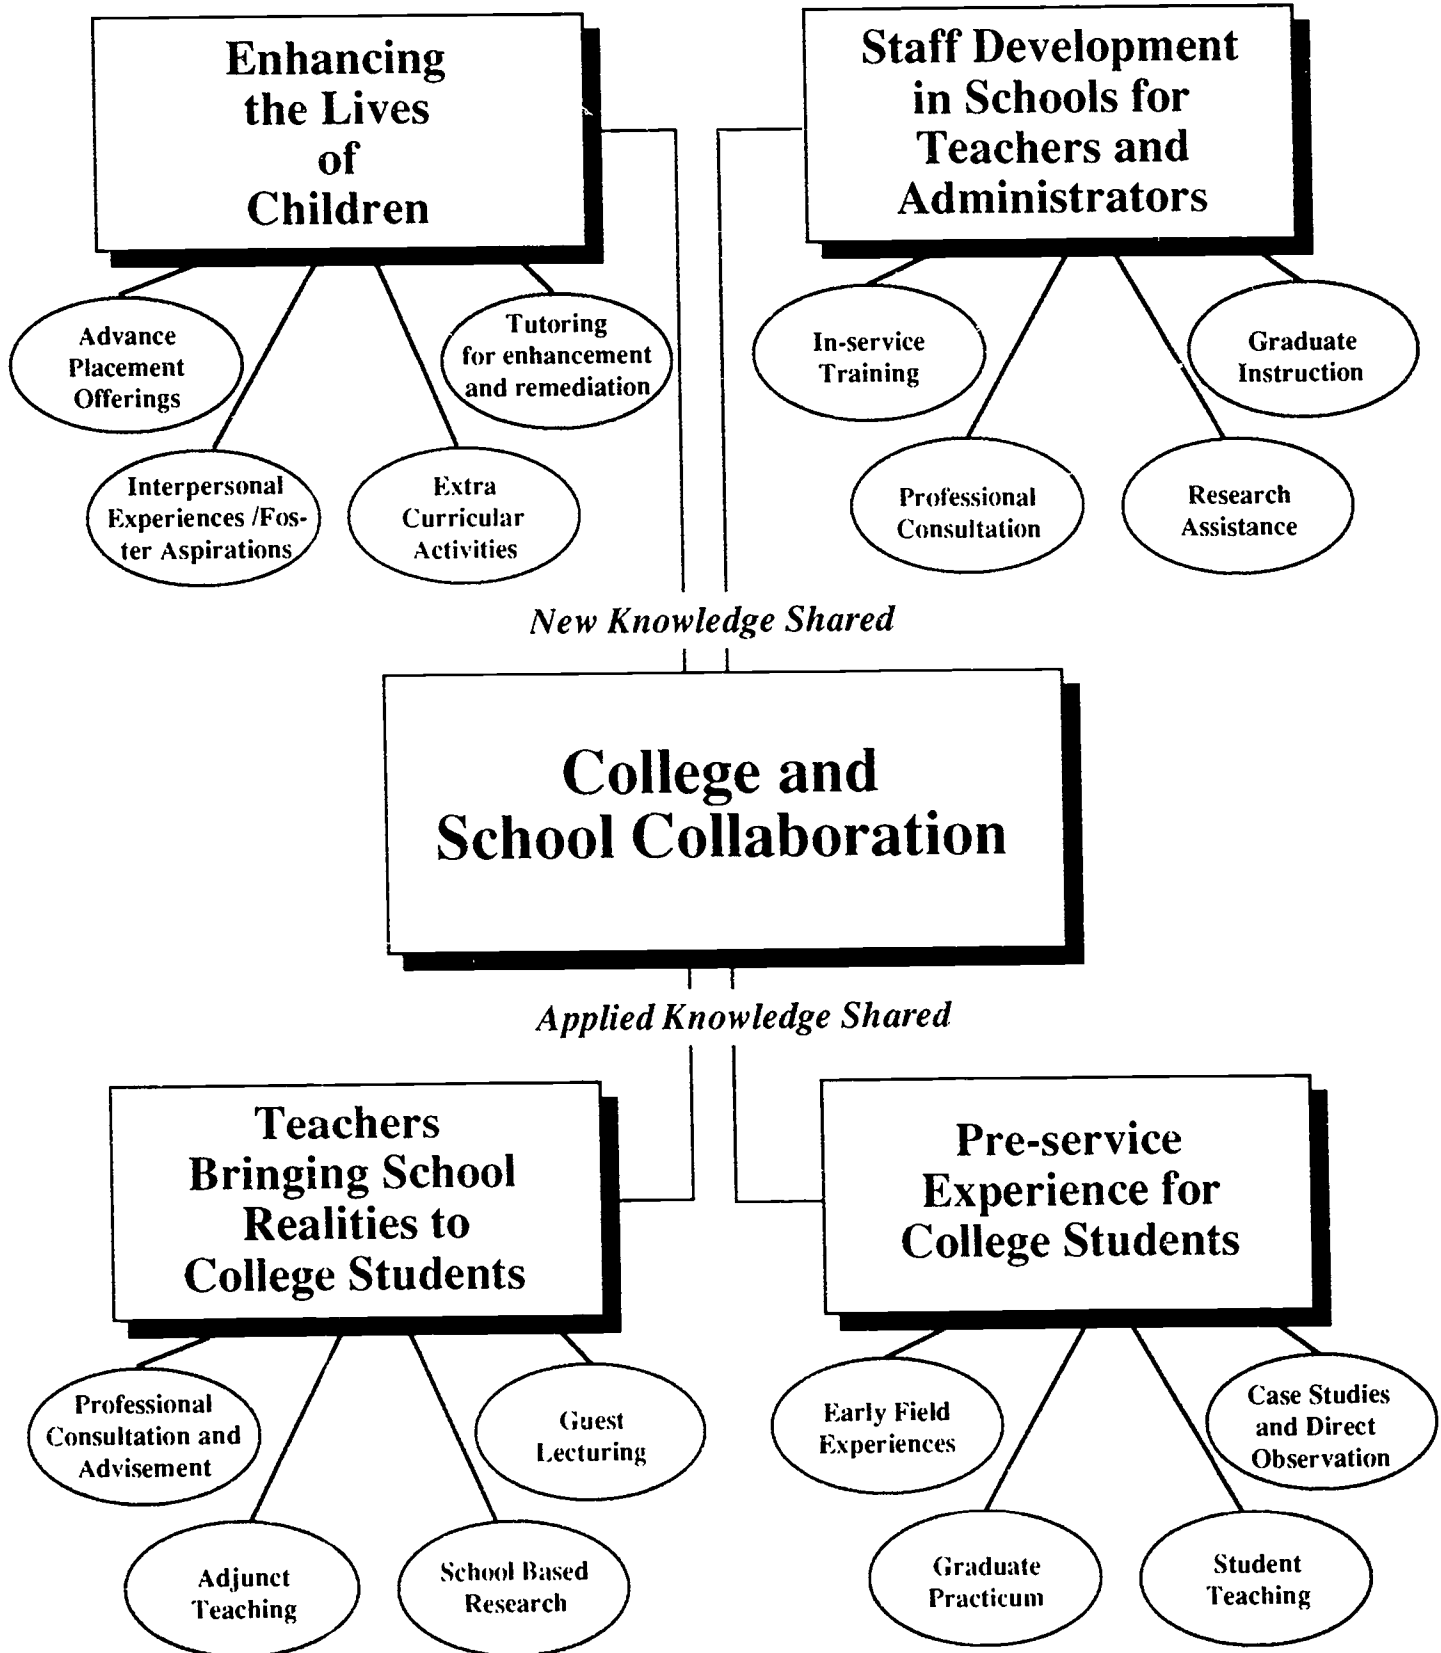 Enhancing
the Lives
of
Children
Staff Development
in Schools for
Teachers and
Administrators
Advance
Placement
Offerings
Interpersonal
Experiences /Fos-
ter Aspirations
Extra
Curricular
Activities
Tutoring
for enhancement
and remediation
In-service
Training
Professional
Consultation
Research
Assistance
Graduate
Instruction
New Knowledge Shared
College and
School Collaboration
Applied Knowledge Shared
Teachers
Bringing School
Realities to
College Students
Pre-service
Experience for
College Students
Professional
Consultation and
Advisement
Adjunct
Teaching
School Based
Research
Guest
Lecturing
Early Field
Experiences
Graduate
Practicum
Student
Teaching
Case Studies
and Direct
Observation